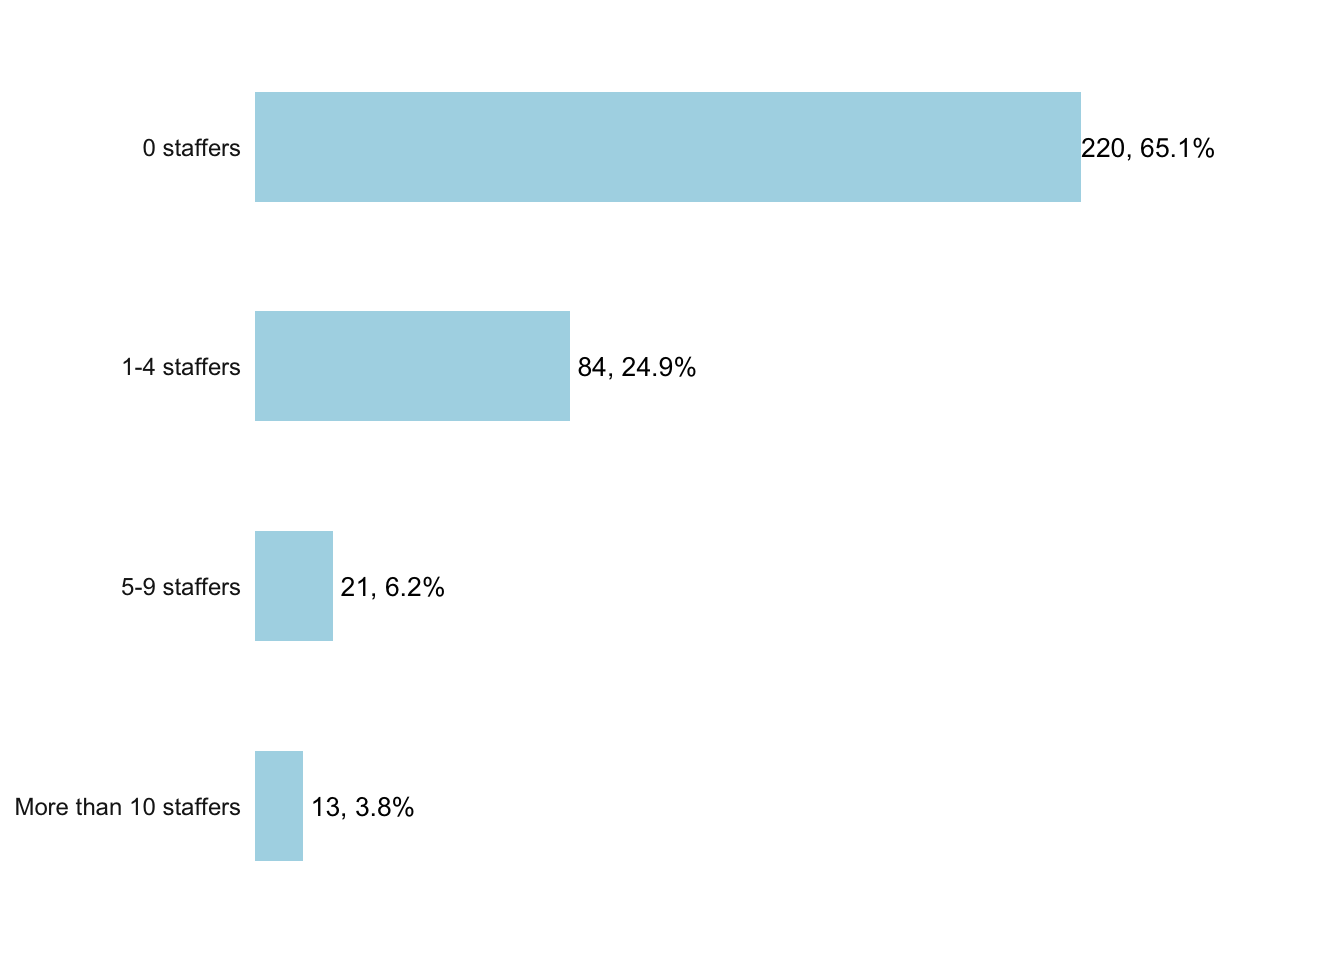 0 staffers 220, 65.1%
1-4 staffers 84, 24.9%
5-9 staffers 21, 6.2%
More than 10 staffers 13, 3.8%